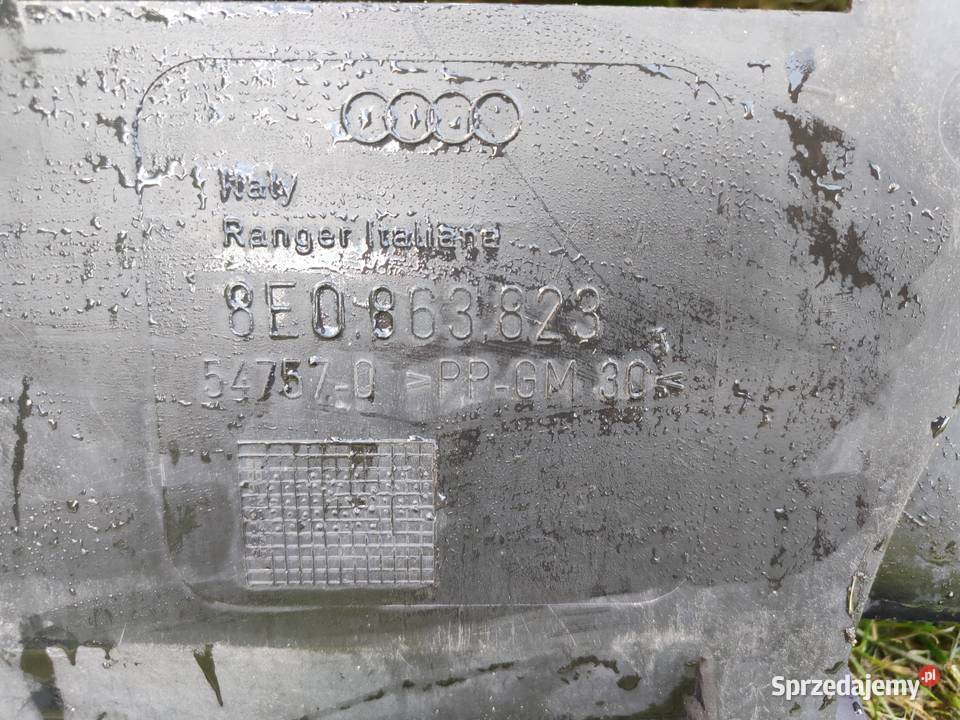 Italy
Ranger Italiana
8E0.863.823
54757-0 >PP-GM 30<
Sprzedajemy.pl